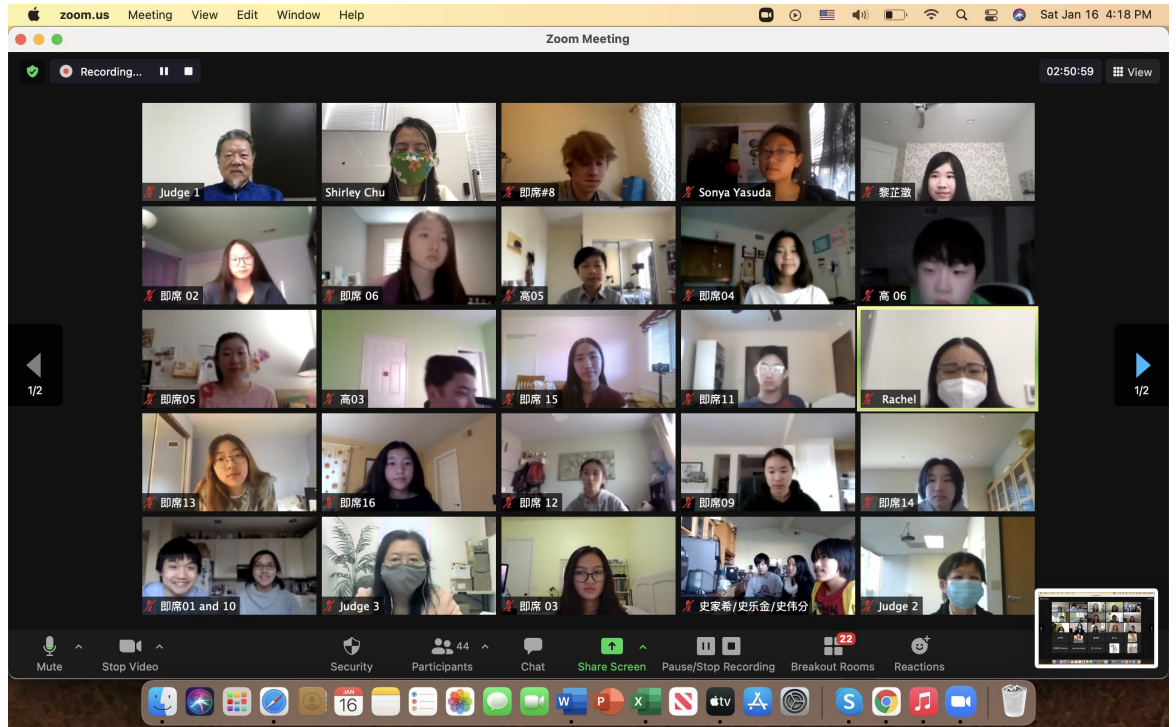 zoom.us Meeting View Edit Window Help Sat Jan 16 4:18 PM
Zoom Meeting
Recording... 02:50:59 View
Judge 1 Shirley Chu 即席#8 Sonya Yasuda 黎芷澂
即席 02 即席 06 高05 即席04 高 06
1/2 1/2
即席05 高03 即席 15 即席11 Rachel
即席13 即席16 即席 12 即席09 即席14
即席01 and 10 Judge 3 即席 03 史家希/史乐金/史伟分 Judge 2
44 22
Mute Stop Video Security Participants Chat Share Screen Pause/Stop Recording Breakout Rooms Reactions
JAN
16 W P X tv S